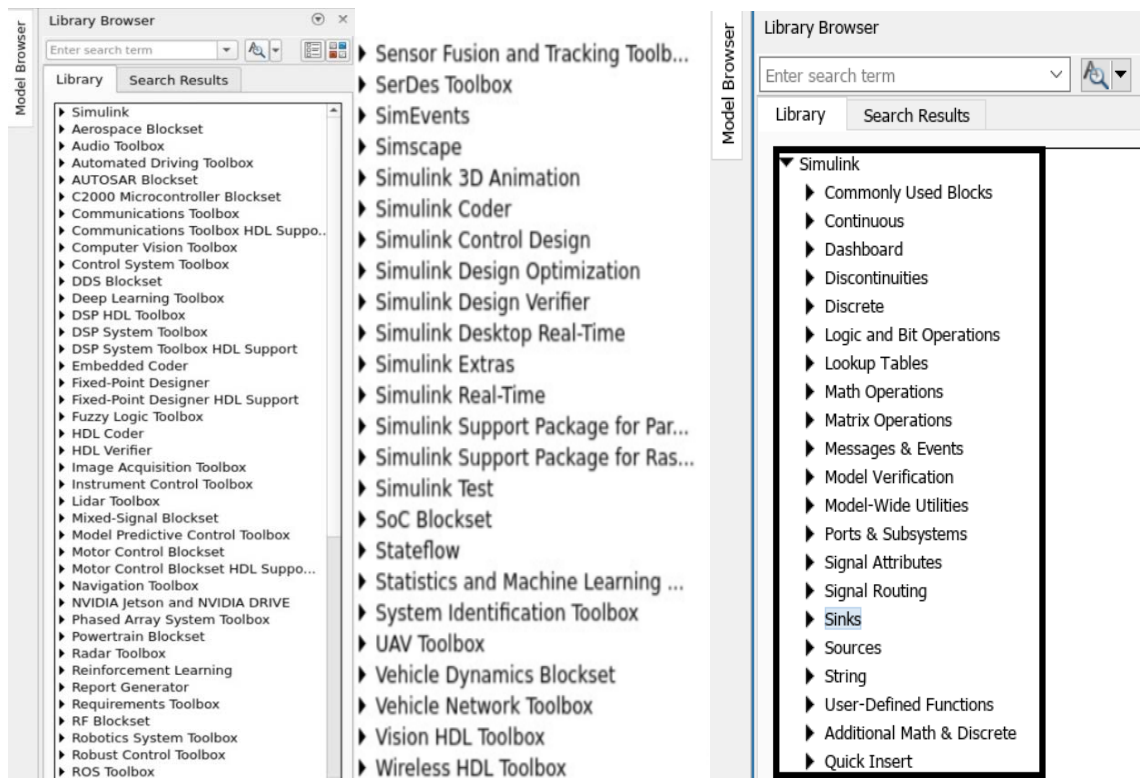 Model Browser
Library Browser
Enter search term
Library
Search Results
Simulink
Aerospace Blockset
Audio Toolbox
Automated Driving Toolbox
AUTOSAR Blockset
C2000 Microcontroller Blockset
Communications Toolbox
Communications Toolbox HDL Suppo..
Computer Vision Toolbox
Control System Toolbox
DDS Blockset
Deep Learning Toolbox
DSP HDL Toolbox
DSP System Toolbox
DSP System Toolbox HDL Support
Embedded Coder
Fixed-Point Designer
Fixed-Point Designer HDL Support
Fuzzy Logic Toolbox
HDL Coder
HDL Verifier
Image Acquisition Toolbox
Instrument Control Toolbox
Lidar Toolbox
Mixed-Signal Blockset
Model Predictive Control Toolbox
Motor Control Blockset
Motor Control Blockset HDL Suppo...
Navigation Toolbox
NVIDIA Jetson and NVIDIA DRIVE
Phased Array System Toolbox
Powertrain Blockset
Radar Toolbox
Reinforcement Learning
Report Generator
Requirements Toolbox
RF Blockset
Robotics System Toolbox
Robust Control Toolbox
ROS Toolbox
Sensor Fusion and Tracking Toolb...
SerDes Toolbox
SimEvents
Simscape
Simulink 3D Animation
Simulink Coder
Simulink Control Design
Simulink Design Optimization
Simulink Design Verifier
Simulink Desktop Real-Time
Simulink Extras
Simulink Real-Time
Simulink Support Package for Par...
Simulink Support Package for Ras...
Simulink Test
SoC Blockset
Stateflow
Statistics and Machine Learning ...
System Identification Toolbox
UAV Toolbox
Vehicle Dynamics Blockset
Vehicle Network Toolbox
Vision HDL Toolbox
Wireless HDL Toolbox
Model Browser
Library Browser
Enter search term
Library
Search Results
Simulink
Commonly Used Blocks
Continuous
Dashboard
Discontinuities
Discrete
Logic and Bit Operations
Lookup Tables
Math Operations
Matrix Operations
Messages & Events
Model Verification
Model-Wide Utilities
Ports & Subsystems
Signal Attributes
Signal Routing
Sinks
Sources
String
User-Defined Functions
Additional Math & Discrete
Quick Insert